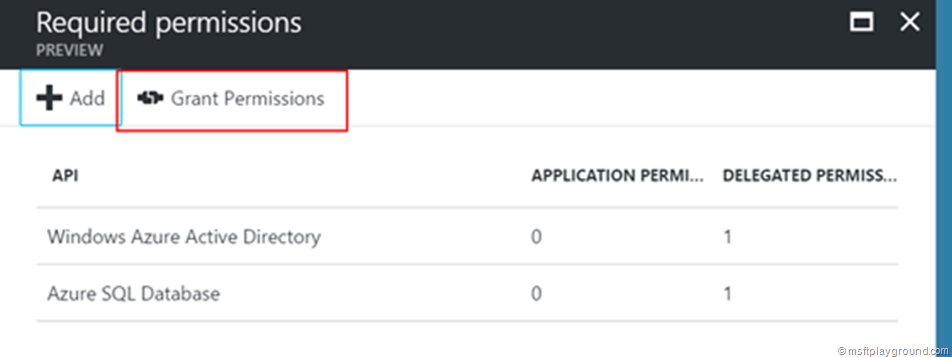 Required permissions
PREVIEW
Add Grant Permissions
API APPLICATION PERMI... DELEGATED PERMISS...
Windows Azure Active Directory 0 1
Azure SQL Database 0 1
© msftplayground.com